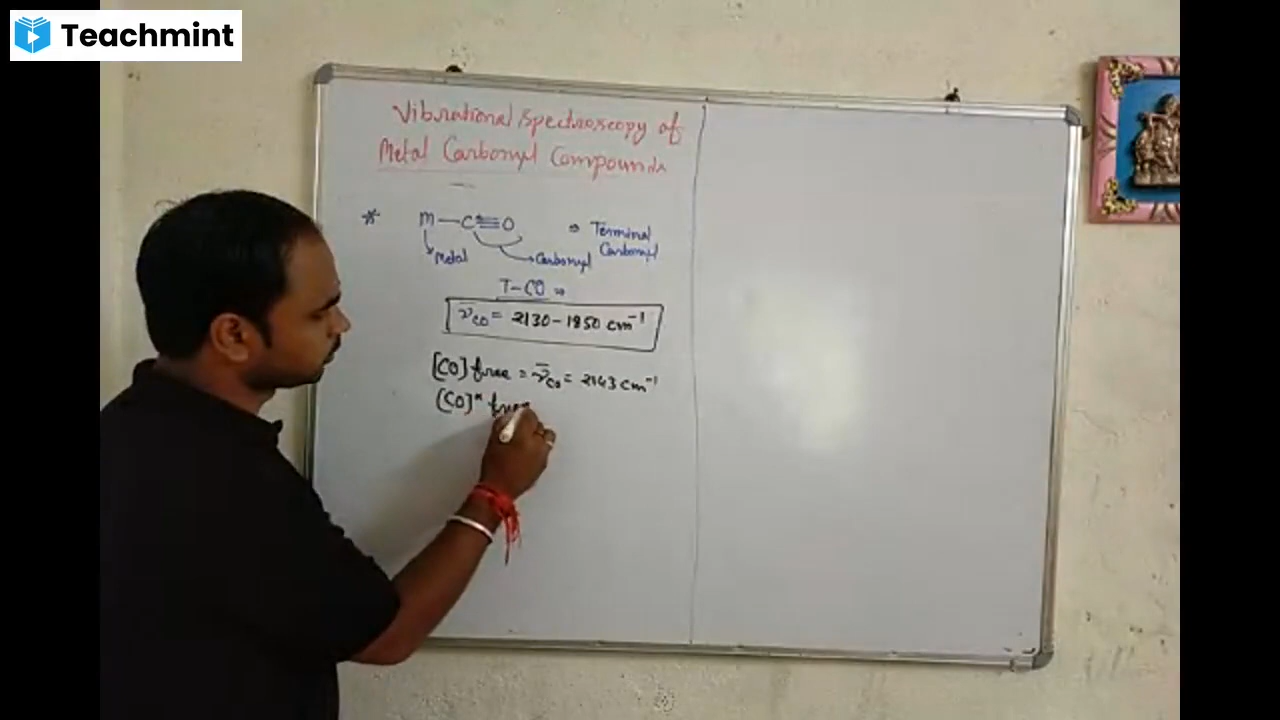 Teachmint
Vibrational spectroscopy of
Metal Carbonyl Compounds
* M—C≡O ⇒ Terminal
Carbonyl
Metal Carbonyl
T-CO ⇒
ν̅co = 2130-1850 cm⁻¹
[CO] free = ν̅co = 2143 cm⁻¹
(CO)* free